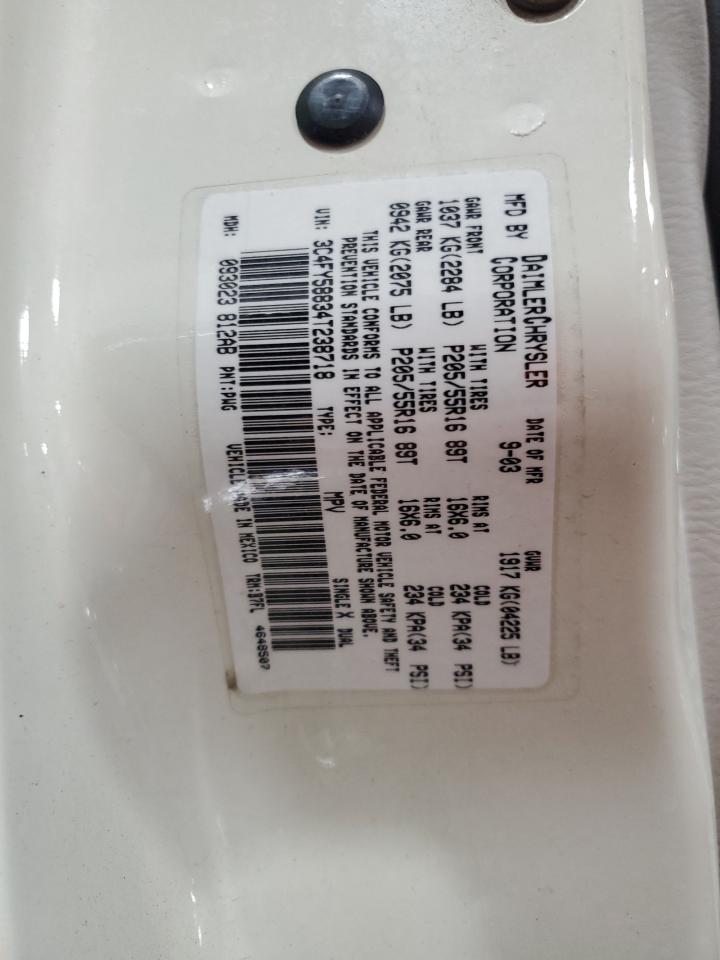 MFD BY DAIMLERCHRYSLER CORPORATION DATE OF MFR 9-03 GVWR 1917 KG(04225 LB)
GAWR FRONT WITH TIRES RIMS AT COLD
1037 KG(2284 LB) P205/55R16 89T 16X6.0 234 KPA(34 PSI)
GAWR REAR WITH TIRES RIMS AT COLD
0942 KG(2075 LB) P205/55R16 89T 16X6.0 234 KPA(34 PSI)
THIS VEHICLE CONFORMS TO ALL APPLICABLE FEDERAL MOTOR VEHICLE SAFETY AND THEFT
PREVENTION STANDARDS IN EFFECT ON THE DATE OF MANUFACTURE SHOWN ABOVE.
VIN: 3C4FY58834T238718 TYPE: MPV SINGLE X DUAL
MDH: 093023 812AB PNT:PWG VEHICLE MADE IN MEXICO TRM:B7FL 4648507